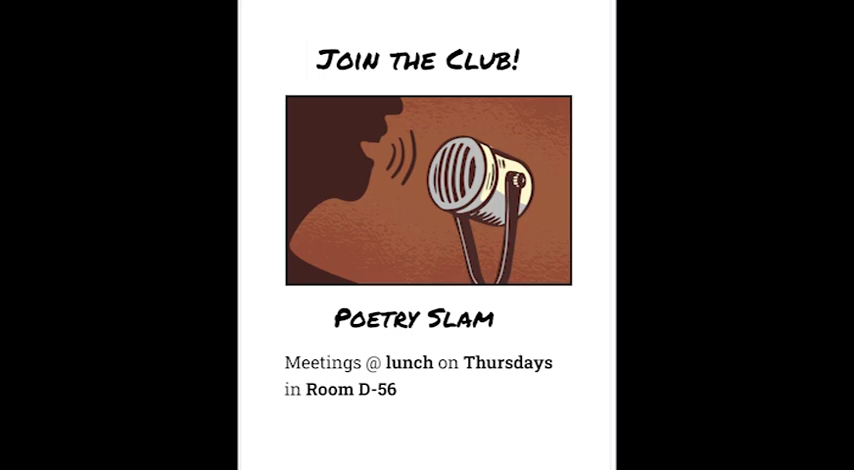 Join the Club!
Poetry Slam
Meetings @ lunch on Thursdays
in Room D-56